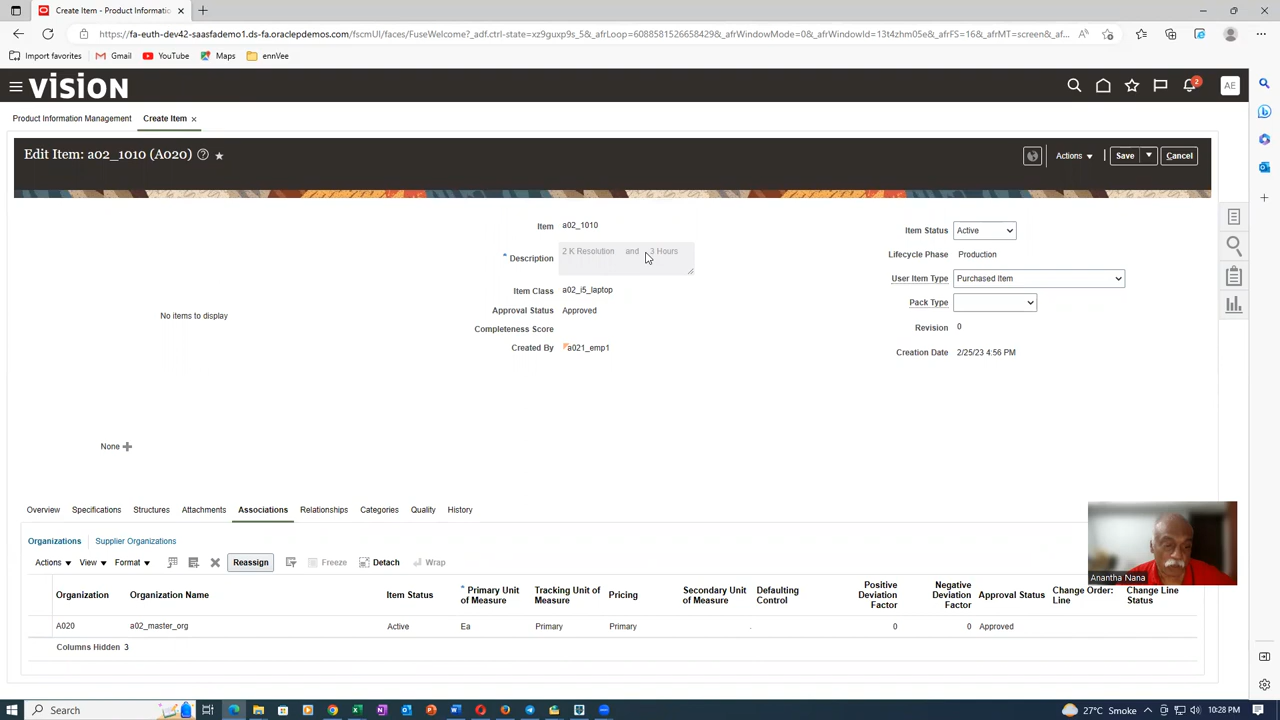 Create Item - Product Informatio
https://fa-euth-dev42-saasfademo1.ds-fa.oraclepdemos.com/fscmUI/faces/FuseWelcome?_adf.ctrl-state=xz9guxp9s_5&_afrLoop=6088581526658429&_afrWindowMode=0&_afrWindowId=13t4zhm05e&_afrFS=16&_afrMT=screen&_afrMF...
Import favorites Gmail YouTube Maps ennVee
VISION
2
AE
Product Information Management Create Item ×
Edit Item: a02_1010 (A020)
Actions Save Cancel
Item a02_1010
Item Status Active
* Description 2 K Resolution and 3 Hours
Lifecycle Phase Production
User Item Type Purchased Item
Item Class a02_i5_laptop
Pack Type
Approval Status Approved
No items to display
Revision 0
Completeness Score
Created By a021_emp1
Creation Date 2/25/23 4:56 PM
None
Overview Specifications Structures Attachments Associations Relationships Categories Quality History
Organizations Supplier Organizations
Actions View Format Reassign Freeze Detach Wrap
Organization Organization Name Item Status * Primary Unit of Measure Tracking Unit of Measure Pricing Secondary Unit of Measure Defaulting Control Positive Deviation Factor Negative Deviation Factor Approval Status Change Order: Line Change Line Status
A020 a02_master_org Active Ea Primary Primary . 0 0 Approved
Columns Hidden 3
Anantha Nana
Search
27°C Smoke
10:28 PM